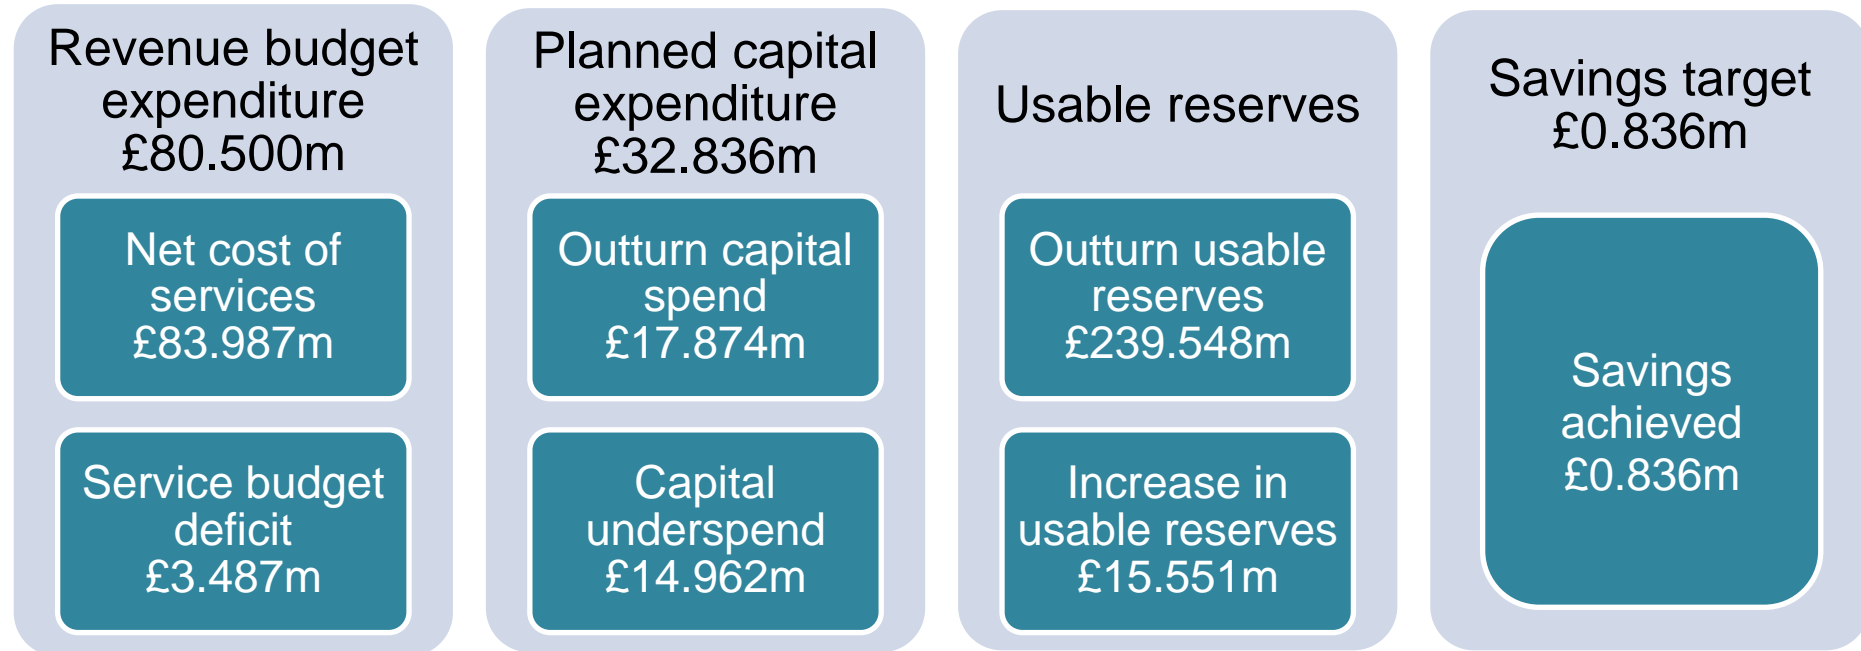 Revenue budget
expenditure
£80.500m
Net cost of
services
£83.987m
Service budget
deficit
£3.487m
Planned capital
expenditure
£32.836m
Outturn capital
spend
£17.874m
Capital
underspend
£14.962m
Usable reserves
Outturn usable
reserves
£239.548m
Increase in
usable reserves
£15.551m
Savings target
£0.836m
Savings
achieved
£0.836m